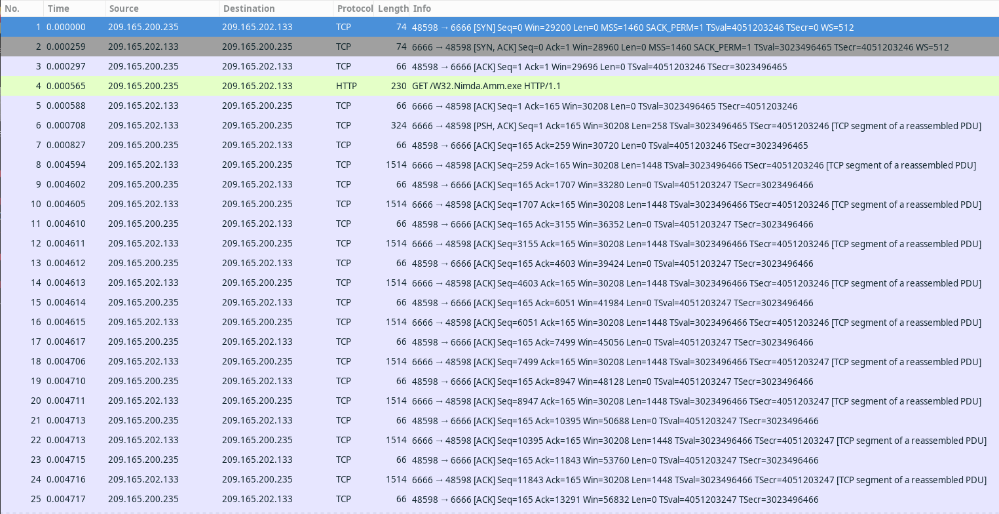 No. Time Source Destination Protocol Length Info
1 0.000000 209.165.200.235 209.165.202.133 TCP 74 48598 → 6666 [SYN] Seq=0 Win=29200 Len=0 MSS=1460 SACK_PERM=1 TSval=4051203246 TSecr=0 WS=512
2 0.000259 209.165.202.133 209.165.200.235 TCP 74 6666 → 48598 [SYN, ACK] Seq=0 Ack=1 Win=28960 Len=0 MSS=1460 SACK_PERM=1 TSval=3023496465 TSecr=4051203246 WS=512
3 0.000297 209.165.200.235 209.165.202.133 TCP 66 48598 → 6666 [ACK] Seq=1 Ack=1 Win=29696 Len=0 TSval=4051203246 TSecr=3023496465
4 0.000565 209.165.200.235 209.165.202.133 HTTP 230 GET /W32.Nimda.Amm.exe HTTP/1.1
5 0.000588 209.165.202.133 209.165.200.235 TCP 66 6666 → 48598 [ACK] Seq=1 Ack=165 Win=30208 Len=0 TSval=3023496465 TSecr=4051203246
6 0.000708 209.165.202.133 209.165.200.235 TCP 324 6666 → 48598 [PSH, ACK] Seq=1 Ack=165 Win=30208 Len=258 TSval=3023496465 TSecr=4051203246 [TCP segment of a reassembled PDU]
7 0.000827 209.165.200.235 209.165.202.133 TCP 66 48598 → 6666 [ACK] Seq=165 Ack=259 Win=30720 Len=0 TSval=4051203246 TSecr=3023496465
8 0.004594 209.165.202.133 209.165.200.235 TCP 1514 6666 → 48598 [ACK] Seq=259 Ack=165 Win=30208 Len=1448 TSval=3023496466 TSecr=4051203246 [TCP segment of a reassembled PDU]
9 0.004602 209.165.200.235 209.165.202.133 TCP 66 48598 → 6666 [ACK] Seq=165 Ack=1707 Win=33280 Len=0 TSval=4051203247 TSecr=3023496466
10 0.004605 209.165.202.133 209.165.200.235 TCP 1514 6666 → 48598 [ACK] Seq=1707 Ack=165 Win=30208 Len=1448 TSval=3023496466 TSecr=4051203246 [TCP segment of a reassembled PDU]
11 0.004610 209.165.200.235 209.165.202.133 TCP 66 48598 → 6666 [ACK] Seq=165 Ack=3155 Win=36352 Len=0 TSval=4051203247 TSecr=3023496466
12 0.004611 209.165.202.133 209.165.200.235 TCP 1514 6666 → 48598 [ACK] Seq=3155 Ack=165 Win=30208 Len=1448 TSval=3023496466 TSecr=4051203246 [TCP segment of a reassembled PDU]
13 0.004612 209.165.200.235 209.165.202.133 TCP 66 48598 → 6666 [ACK] Seq=165 Ack=4603 Win=39424 Len=0 TSval=4051203247 TSecr=3023496466
14 0.004613 209.165.202.133 209.165.200.235 TCP 1514 6666 → 48598 [ACK] Seq=4603 Ack=165 Win=30208 Len=1448 TSval=3023496466 TSecr=4051203246 [TCP segment of a reassembled PDU]
15 0.004614 209.165.200.235 209.165.202.133 TCP 66 48598 → 6666 [ACK] Seq=165 Ack=6051 Win=41984 Len=0 TSval=4051203247 TSecr=3023496466
16 0.004615 209.165.202.133 209.165.200.235 TCP 1514 6666 → 48598 [ACK] Seq=6051 Ack=165 Win=30208 Len=1448 TSval=3023496466 TSecr=4051203246 [TCP segment of a reassembled PDU]
17 0.004617 209.165.200.235 209.165.202.133 TCP 66 48598 → 6666 [ACK] Seq=165 Ack=7499 Win=45056 Len=0 TSval=4051203247 TSecr=3023496466
18 0.004706 209.165.202.133 209.165.200.235 TCP 1514 6666 → 48598 [ACK] Seq=7499 Ack=165 Win=30208 Len=1448 TSval=3023496466 TSecr=4051203247 [TCP segment of a reassembled PDU]
19 0.004710 209.165.200.235 209.165.202.133 TCP 66 48598 → 6666 [ACK] Seq=165 Ack=8947 Win=48128 Len=0 TSval=4051203247 TSecr=3023496466
20 0.004711 209.165.202.133 209.165.200.235 TCP 1514 6666 → 48598 [ACK] Seq=8947 Ack=165 Win=30208 Len=1448 TSval=3023496466 TSecr=4051203247 [TCP segment of a reassembled PDU]
21 0.004713 209.165.200.235 209.165.202.133 TCP 66 48598 → 6666 [ACK] Seq=165 Ack=10395 Win=50688 Len=0 TSval=4051203247 TSecr=3023496466
22 0.004713 209.165.202.133 209.165.200.235 TCP 1514 6666 → 48598 [ACK] Seq=10395 Ack=165 Win=30208 Len=1448 TSval=3023496466 TSecr=4051203247 [TCP segment of a reassembled PDU]
23 0.004715 209.165.200.235 209.165.202.133 TCP 66 48598 → 6666 [ACK] Seq=165 Ack=11843 Win=53760 Len=0 TSval=4051203247 TSecr=3023496466
24 0.004716 209.165.202.133 209.165.200.235 TCP 1514 6666 → 48598 [ACK] Seq=11843 Ack=165 Win=30208 Len=1448 TSval=3023496466 TSecr=4051203247 [TCP segment of a reassembled PDU]
25 0.004717 209.165.200.235 209.165.202.133 TCP 66 48598 → 6666 [ACK] Seq=165 Ack=13291 Win=56832 Len=0 TSval=4051203247 TSecr=3023496466